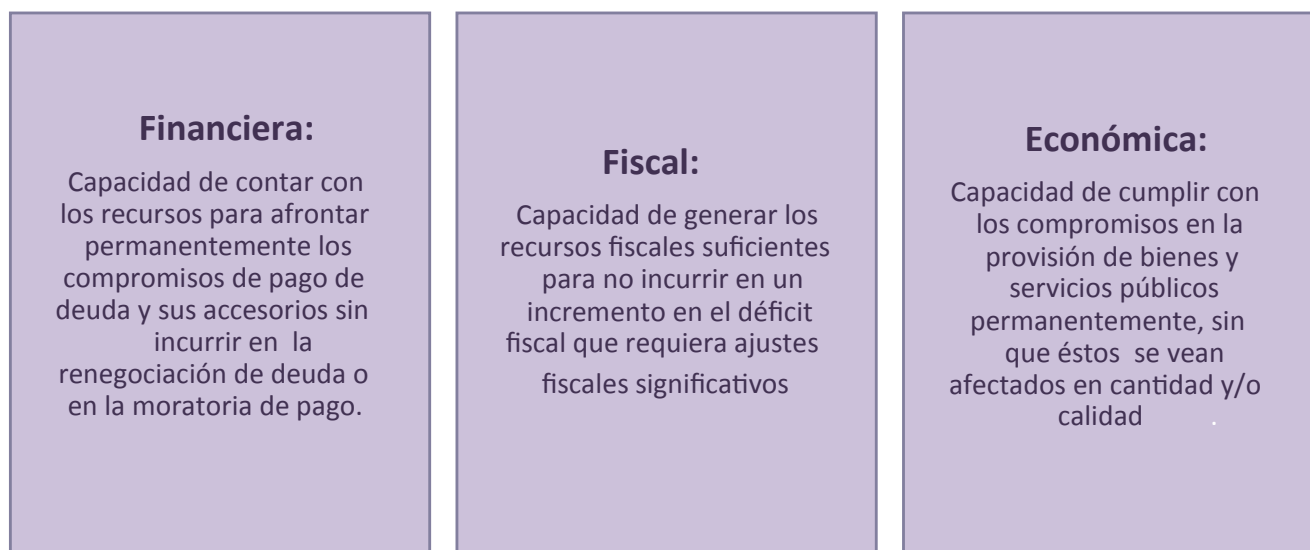 Financiera:
Capacidad de contar con
los recursos para afrontar
permanentemente los
compromisos de pago de
deuda y sus accesorios sin
incurrir en la
renegociación de deuda o
en la moratoria de pago.
Fiscal:
Capacidad de generar los
recursos fiscales suficientes
para no incurrir en un
incremento en el déficit
fiscal que requiera ajustes
fiscales significativos
Económica:
Capacidad de cumplir con
los compromisos en la
provisión de bienes y
servicios públicos
permanentemente, sin
que éstos se vean
afectados en cantidad y/o
calidad .